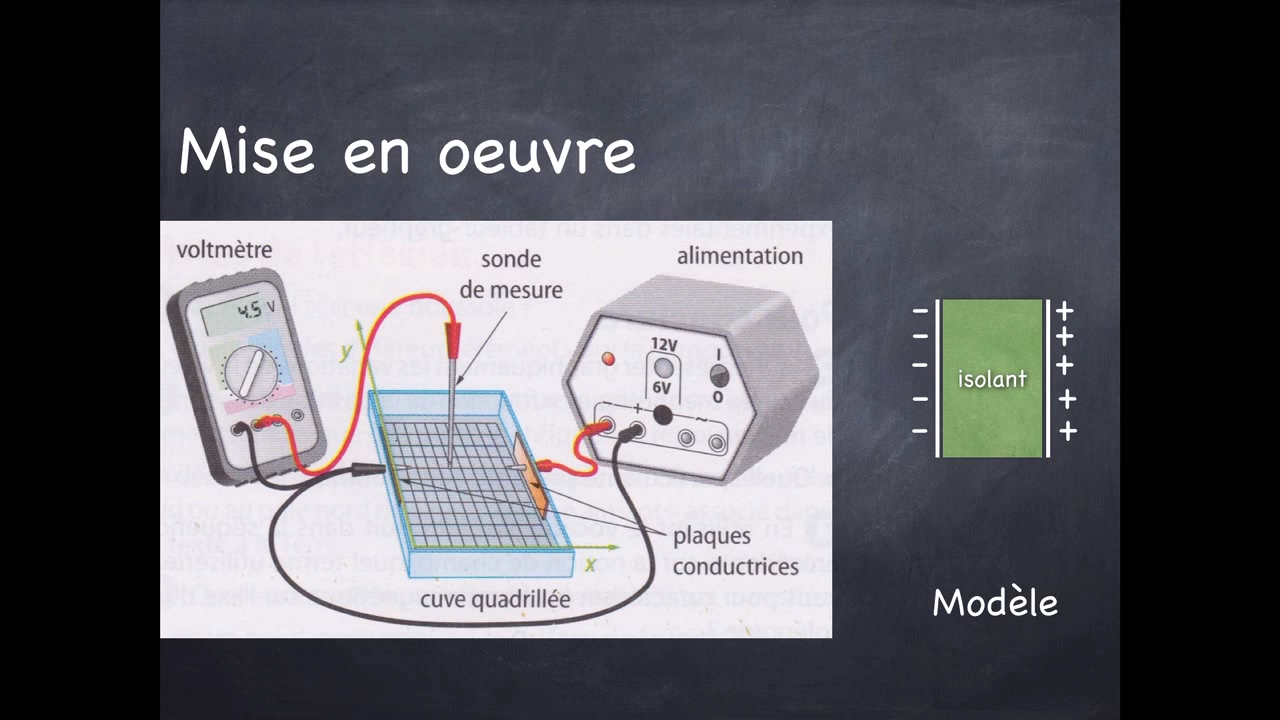 Mise en oeuvre
voltmètre
sonde
de mesure
alimentation
4.5 V
y
12V
6V
I
O
+
-
~
x
plaques
conductrices
cuve quadrillée
- +
- +
- +
isolant
- +
- +
Modèle